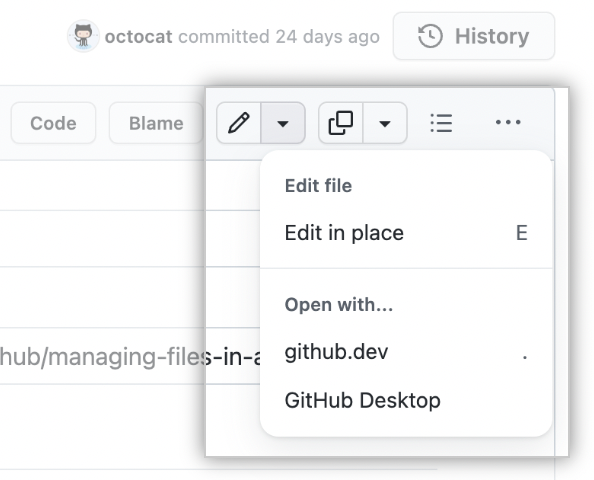 octocat committed 24 days ago
History
Code
Blame
Edit file
Edit in place E
Open with...
github.dev .
hub/managing-files-in-a
GitHub Desktop